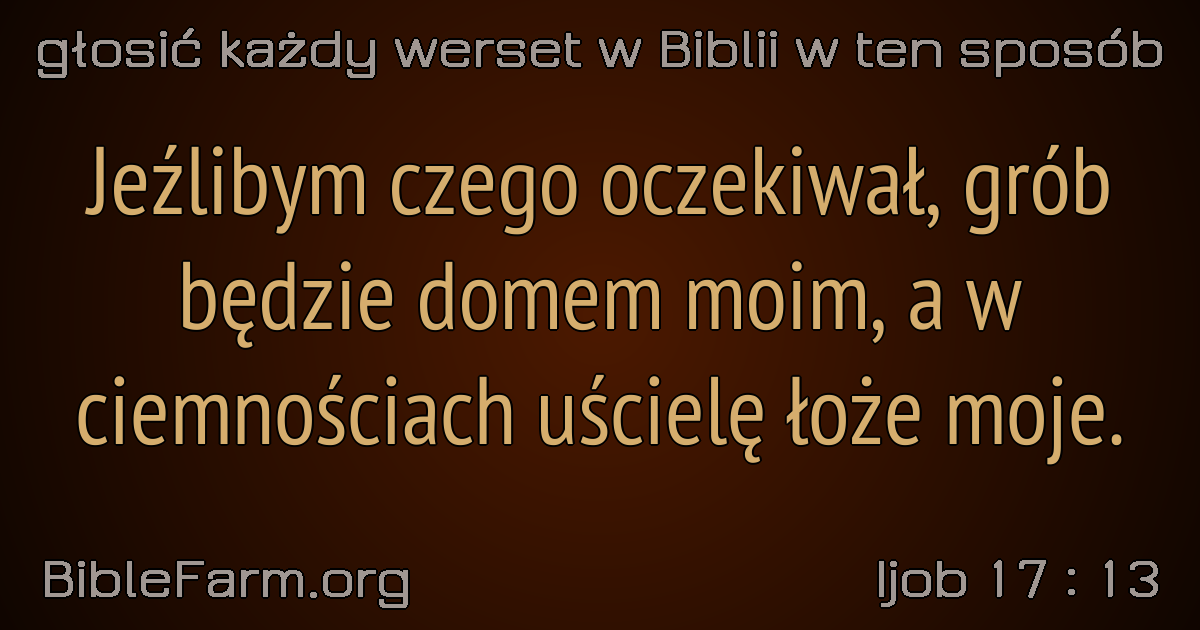 głosić każdy werset w Biblii w ten sposób
Jeźlibym czego oczekiwał, grób
będzie domem moim, a w
ciemnościach uścielę łoże moje.
BibleFarm.org
Ijob 17 : 13